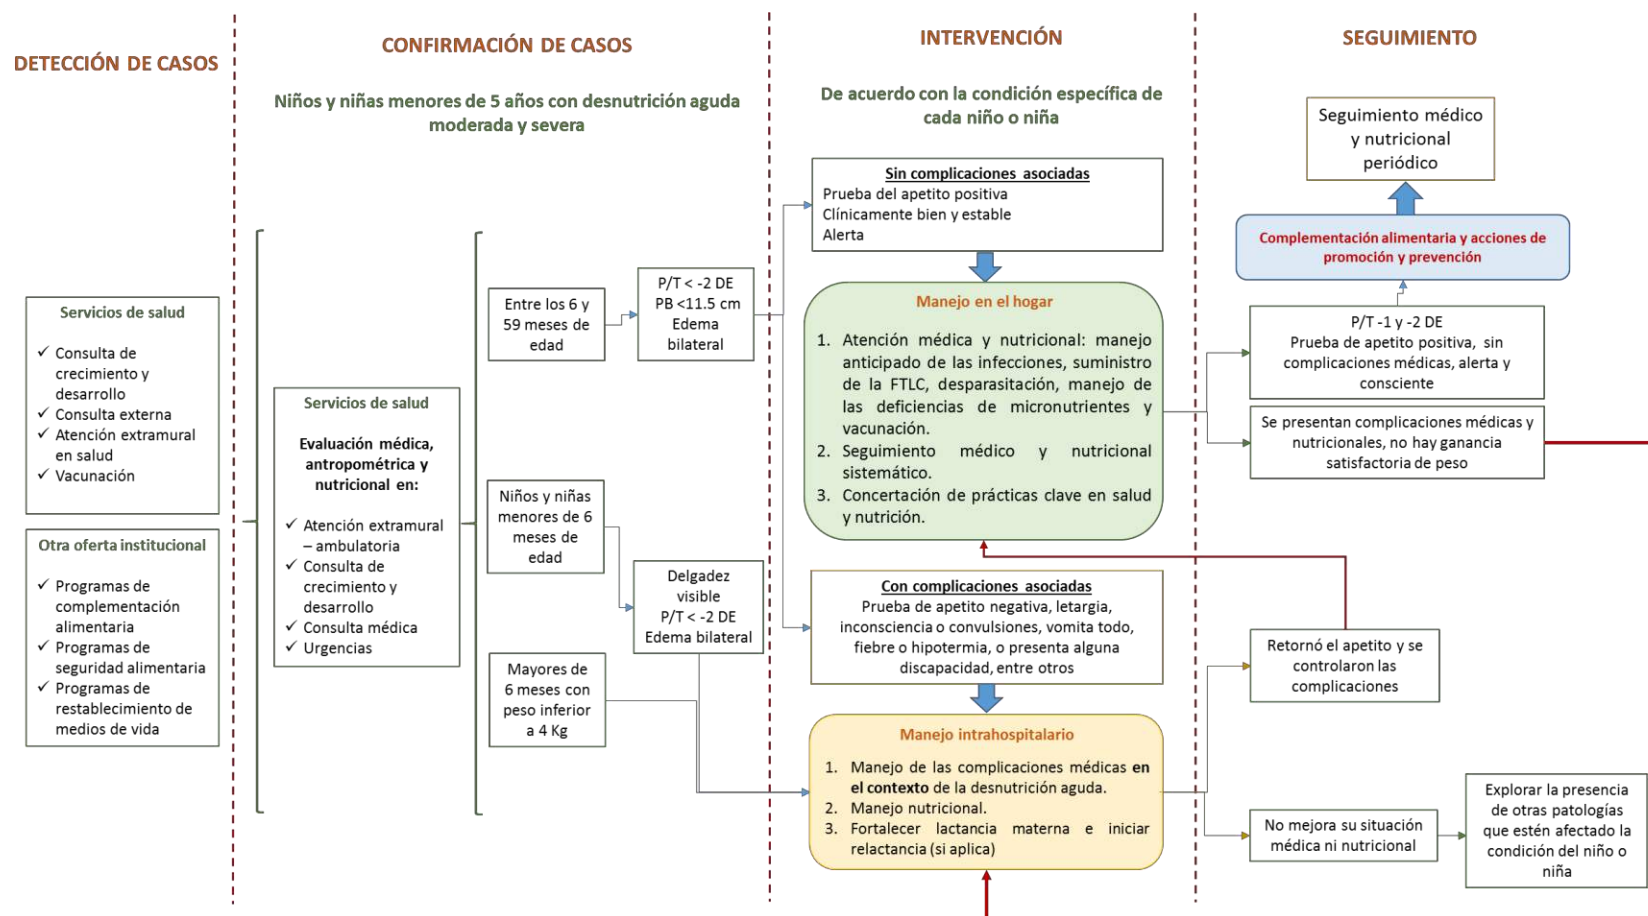 DETECCIÓN DE CASOS
Servicios de salud
✓ Consulta de
crecimiento y
desarrollo
✓ Consulta externa
✓ Atención extramural
en salud
✓ Vacunación
Otra oferta institucional
✓ Programas de
complementación
alimentaria
✓ Programas de
seguridad alimentaria
✓ Programas de
restablecimiento de
medios de vida
CONFIRMACIÓN DE CASOS
Niños y niñas menores de 5 años con desnutrición aguda
moderada y severa
Servicios de salud
Evaluación médica,
antropométrica y
nutricional en:
✓ Atención extramural
– ambulatoria
✓ Consulta de
crecimiento y
desarrollo
✓ Consulta médica
✓ Urgencias
Entre los 6 y
59 meses de
edad
P/T < -2 DE
PB <11.5 cm
Edema
bilateral
Niños y niñas
menores de 6
meses de
edad
Delgadez
visible
P/T < -2 DE
Edema bilateral
Mayores de
6 meses con
peso inferior
a 4 Kg
INTERVENCIÓN
De acuerdo con la condición específica de
cada niño o niña
Sin complicaciones asociadas
Prueba del apetito positiva
Clínicamente bien y estable
Alerta
Manejo en el hogar
1. Atención médica y nutricional: manejo
anticipado de las infecciones, suministro
de la FTLC, desparasitación, manejo de
las deficiencias de micronutrientes y
vacunación.
2. Seguimiento médico y nutricional
sistemático.
3. Concertación de prácticas clave en salud
y nutrición.
Con complicaciones asociadas
Prueba de apetito negativa, letargia,
inconsciencia o convulsiones, vomita todo,
fiebre o hipotermia, o presenta alguna
discapacidad, entre otros
Manejo intrahospitalario
1. Manejo de las complicaciones médicas en
el contexto de la desnutrición aguda.
2. Manejo nutricional.
3. Fortalecer lactancia materna e iniciar
relactancia (si aplica)
SEGUIMIENTO
Seguimiento médico
y nutricional
periódico
Complementación alimentaria y acciones de
promoción y prevención
P/T -1 y -2 DE
Prueba de apetito positiva, sin
complicaciones médicas, alerta y
consciente
Se presentan complicaciones médicas y
nutricionales, no hay ganancia
satisfactoria de peso
Retornó el apetito y se
controlaron las
complicaciones
No mejora su situación
médica ni nutricional
Explorar la presencia
de otras patologías
que estén afectado la
condición del niño o
niña